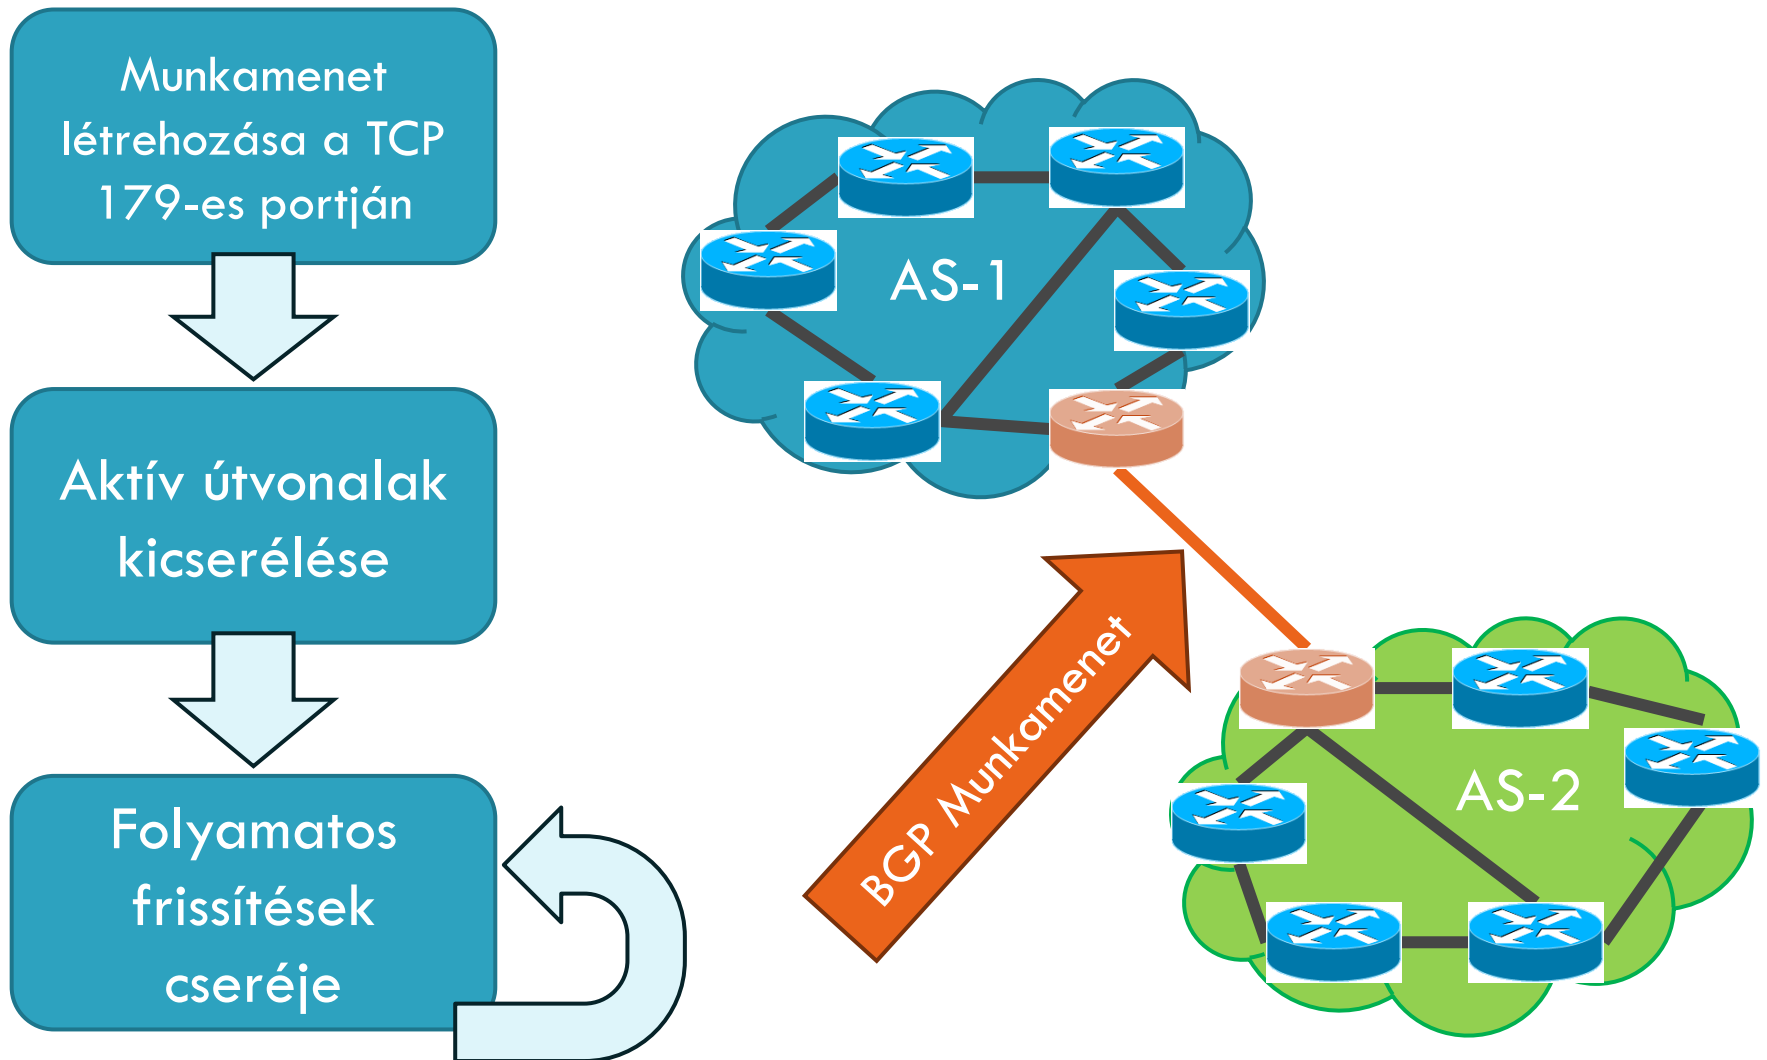 Munkamenet
létrehozása a TCP
179-es portján
Aktív útvonalak
kicserélése
Folyamatos
frissítések
cseréje
AS-1
BGP Munkamenet
AS-2